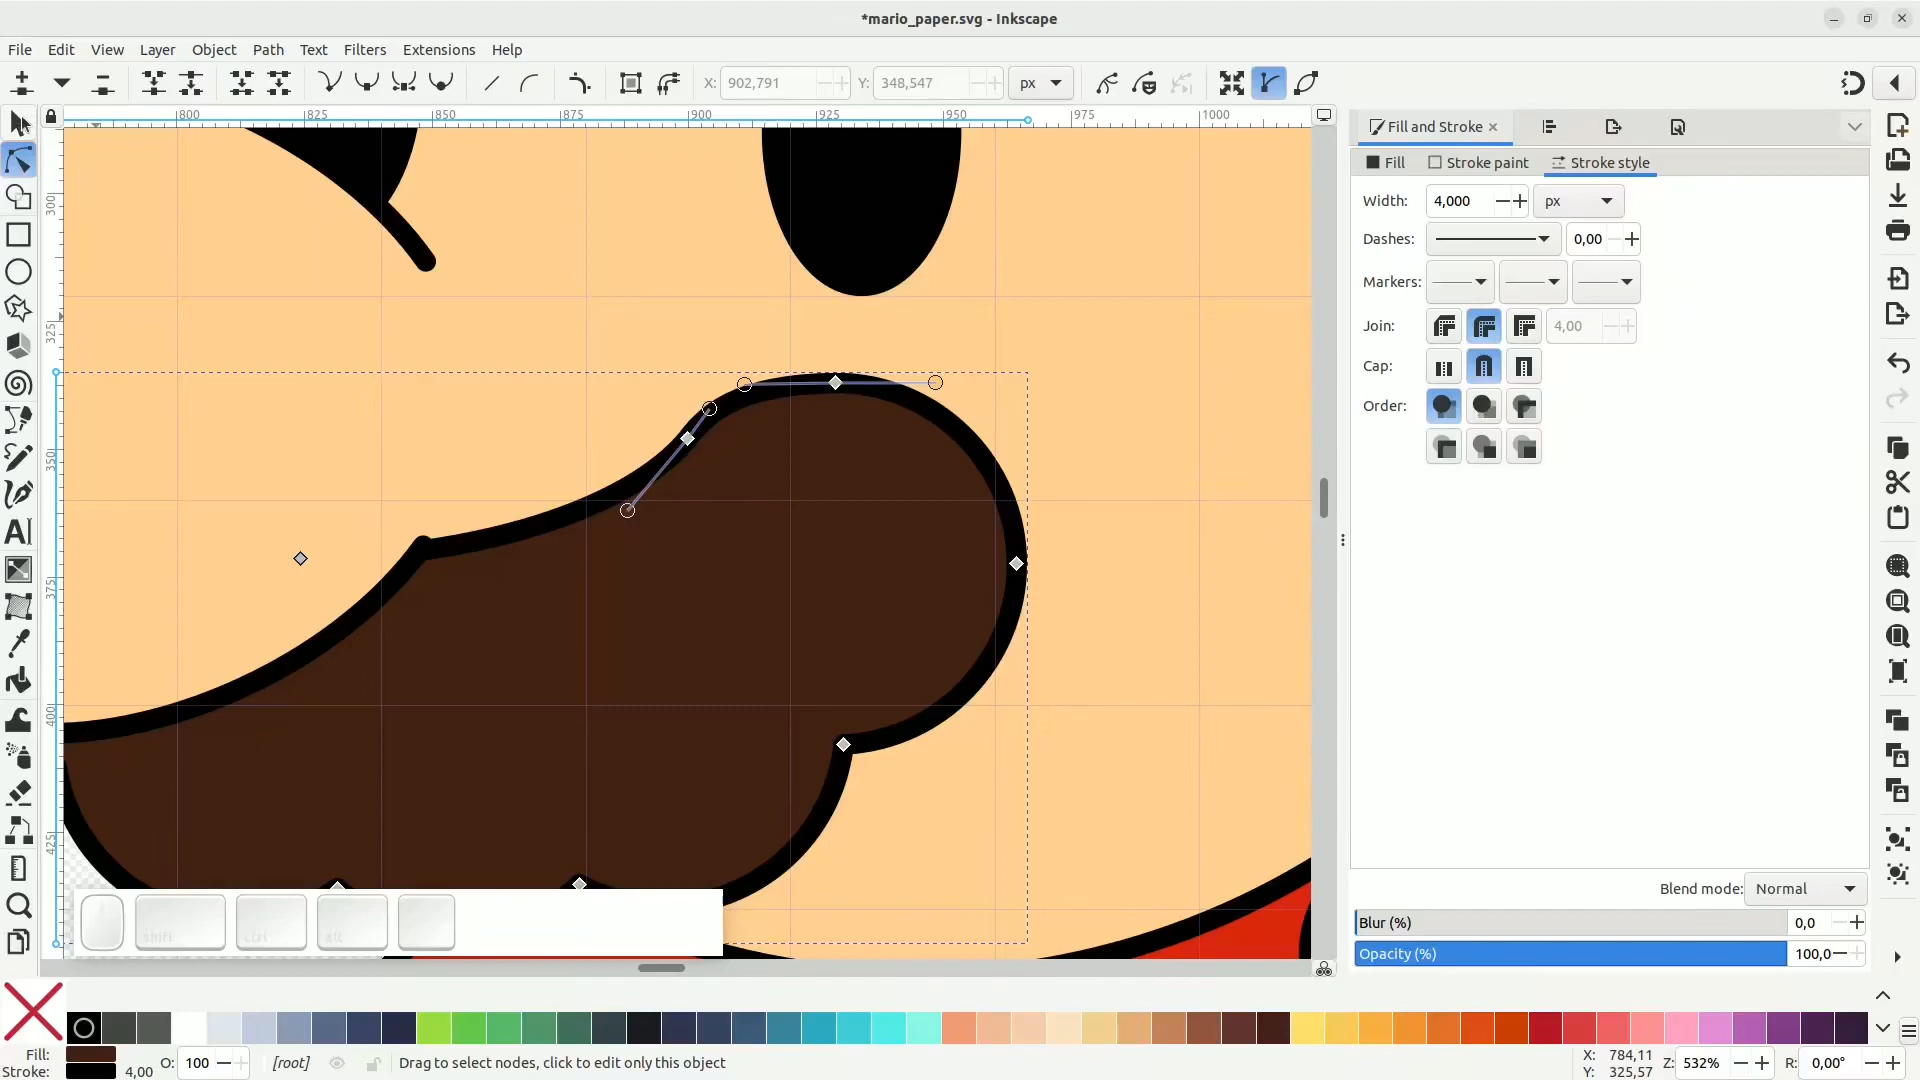 *mario_paper.svg - Inkscape
File Edit View Layer Object Path Text Filters Extensions Help
X: 902,791 Y: 348,547 px
800 825 850 875 900 925 950 975 1000
300
325
350
375
400
425
Fill and Stroke
Fill Stroke paint Stroke style
Width: 4,000 px
Dashes: 0,00
Markers:
Join: 4,00
Cap:
Order:
shift ctrl alt
Blend mode: Normal
Blur (%) 0,0
Opacity (%) 100,0
Fill: O: 100 [root] Drag to select nodes, click to edit only this object X: 784,11 Z: 532% R: 0,00°
Stroke: 4,00 Y: 325,57